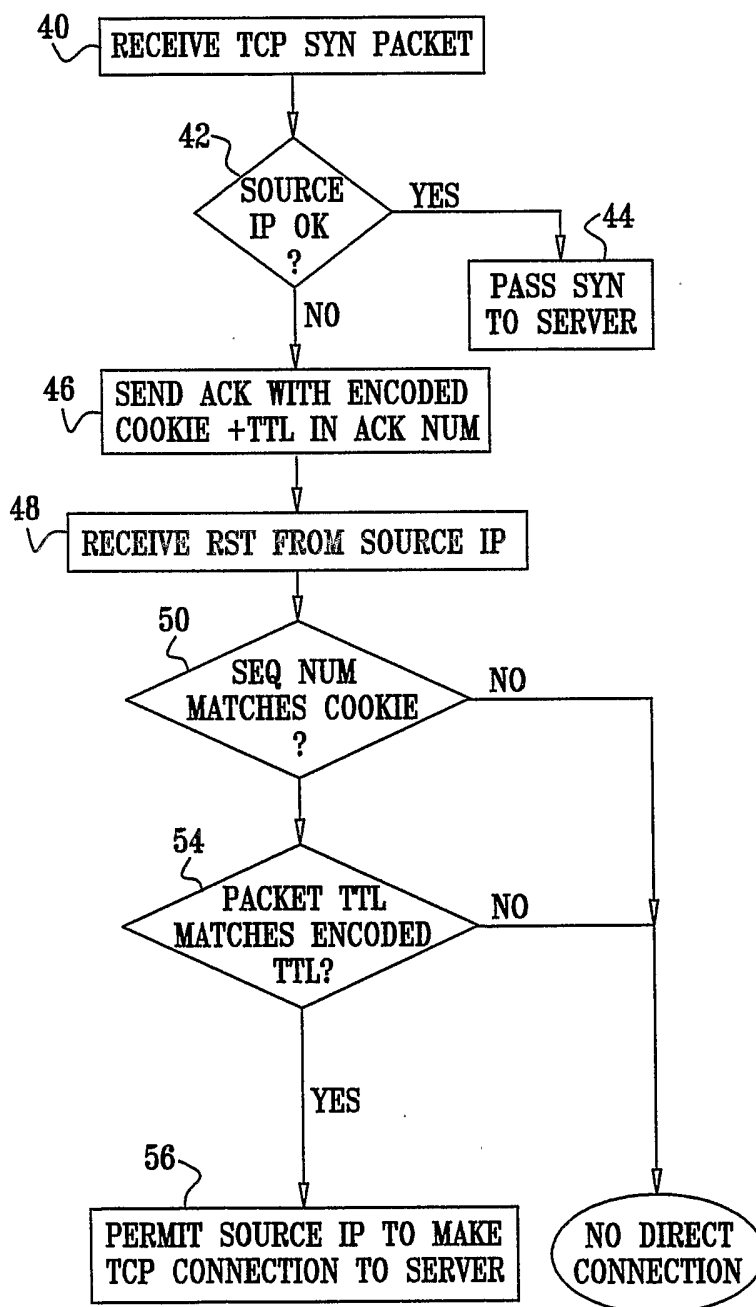 40
RECEIVE TCP SYN PACKET
42
SOURCE
IP OK
?
YES
44
PASS SYN
TO SERVER
NO
46
SEND ACK WITH ENCODED
COOKIE +TTL IN ACK NUM
48
RECEIVE RST FROM SOURCE IP
50
SEQ NUM
MATCHES COOKIE
?
NO
54
PACKET TTL
MATCHES ENCODED
TTL?
NO
YES
56
PERMIT SOURCE IP TO MAKE
TCP CONNECTION TO SERVER
NO DIRECT
CONNECTION